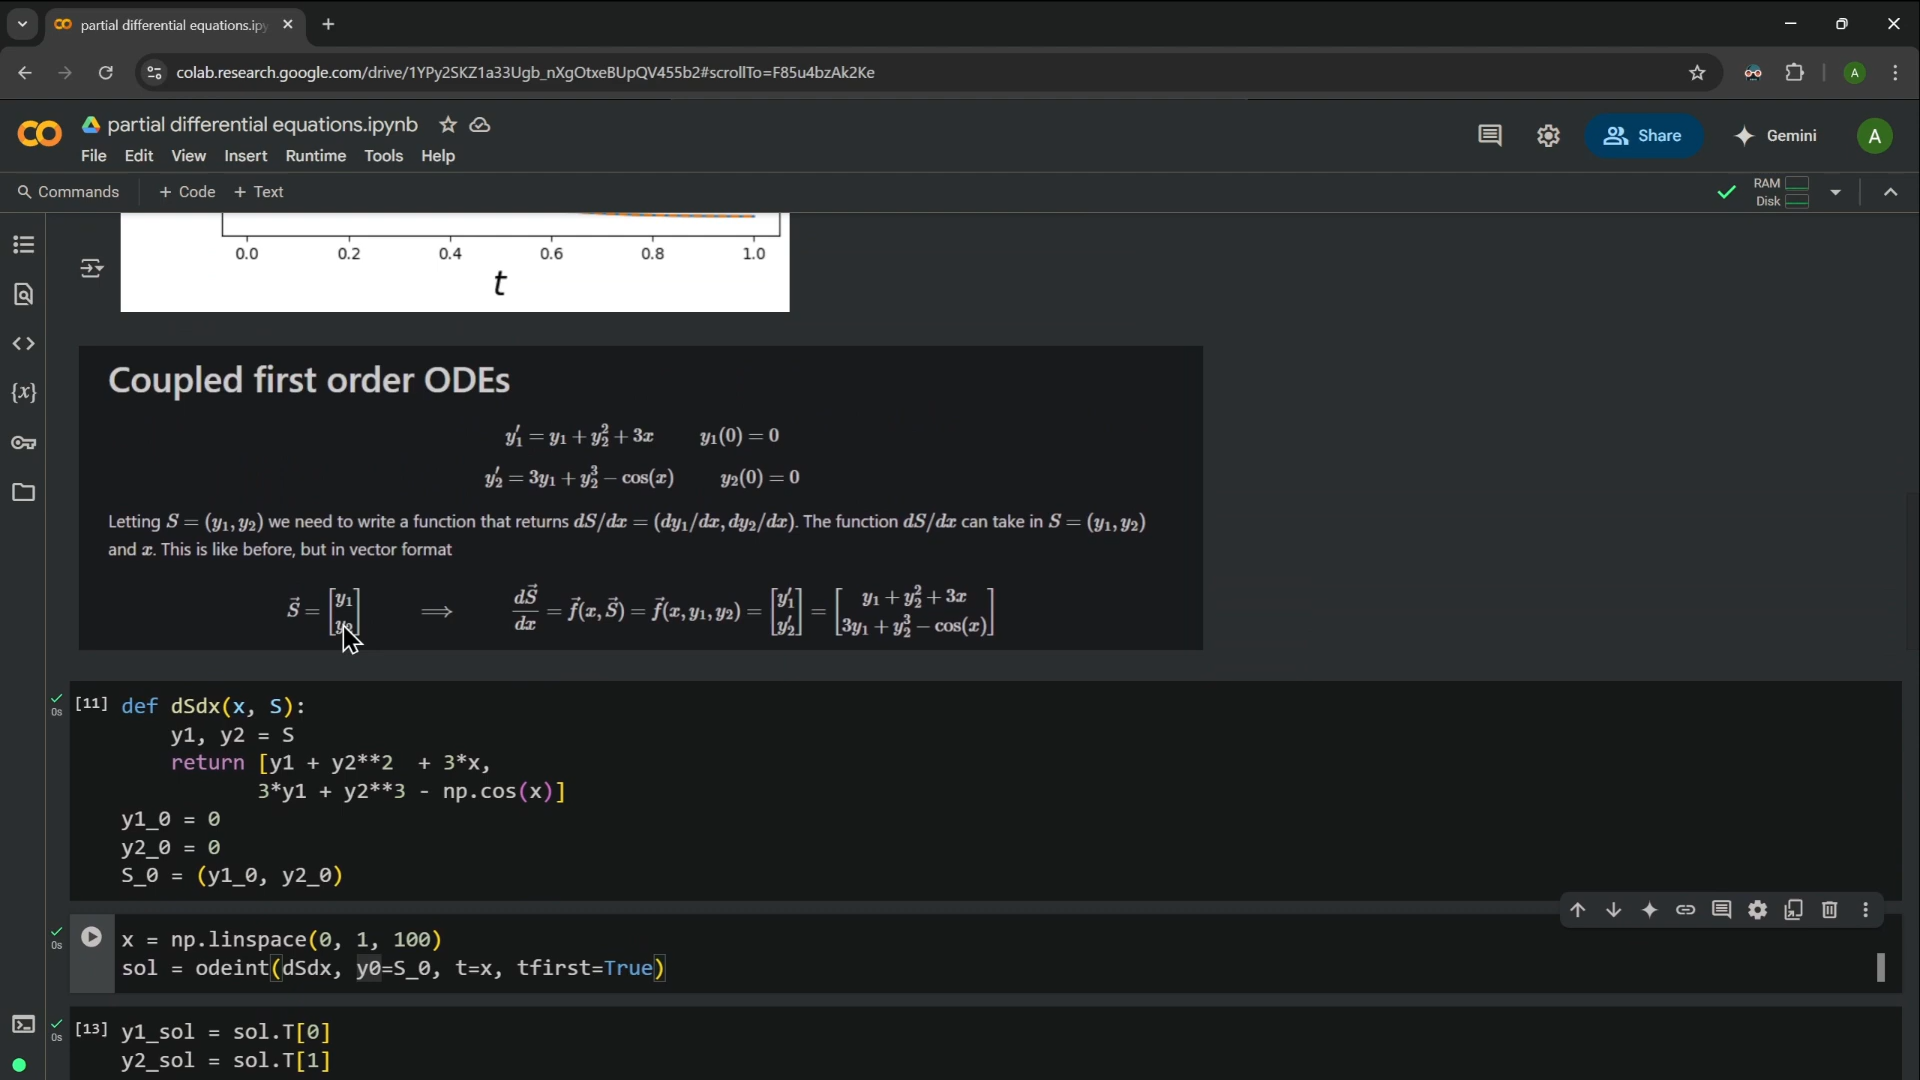 partial differential equations.ipy
colab.research.google.com/drive/1YPy2SKZ1a33Ugb_nXgOtxeBUpQV455b2#scrollTo=F85u4bzAk2Ke
A
partial differential equations.ipynb
File Edit View Insert Runtime Tools Help
Share
Gemini
A
Commands
+ Code + Text
RAM
Disk
0.0 0.2 0.4 0.6 0.8 1.0
t
Coupled first order ODEs
y₁′ = y₁ + y₂² + 3x y₁(0) = 0
y₂′ = 3y₁ + y₂³ − cos(x) y₂(0) = 0
Letting S = (y₁, y₂) we need to write a function that returns dS/dx = (dy₁/dx, dy₂/dx). The function dS/dx can take in S = (y₁, y₂)
and x. This is like before, but in vector format
S⃗ = [y₁ y₂] ⟹ dS⃗/dx = f⃗(x, S⃗) = f⃗(x, y₁, y₂) = [y₁′ y₂′] = [y₁ + y₂² + 3x 3y₁ + y₂³ − cos(x)]
0s
[11] def dSdx(x, S):
y1, y2 = S
return [y1 + y2**2 + 3*x,
3*y1 + y2**3 - np.cos(x)]
y1_0 = 0
y2_0 = 0
S_0 = (y1_0, y2_0)
0s
x = np.linspace(0, 1, 100)
sol = odeint(dSdx, y0=S_0, t=x, tfirst=True)
0s
[13] y1_sol = sol.T[0]
y2_sol = sol.T[1]